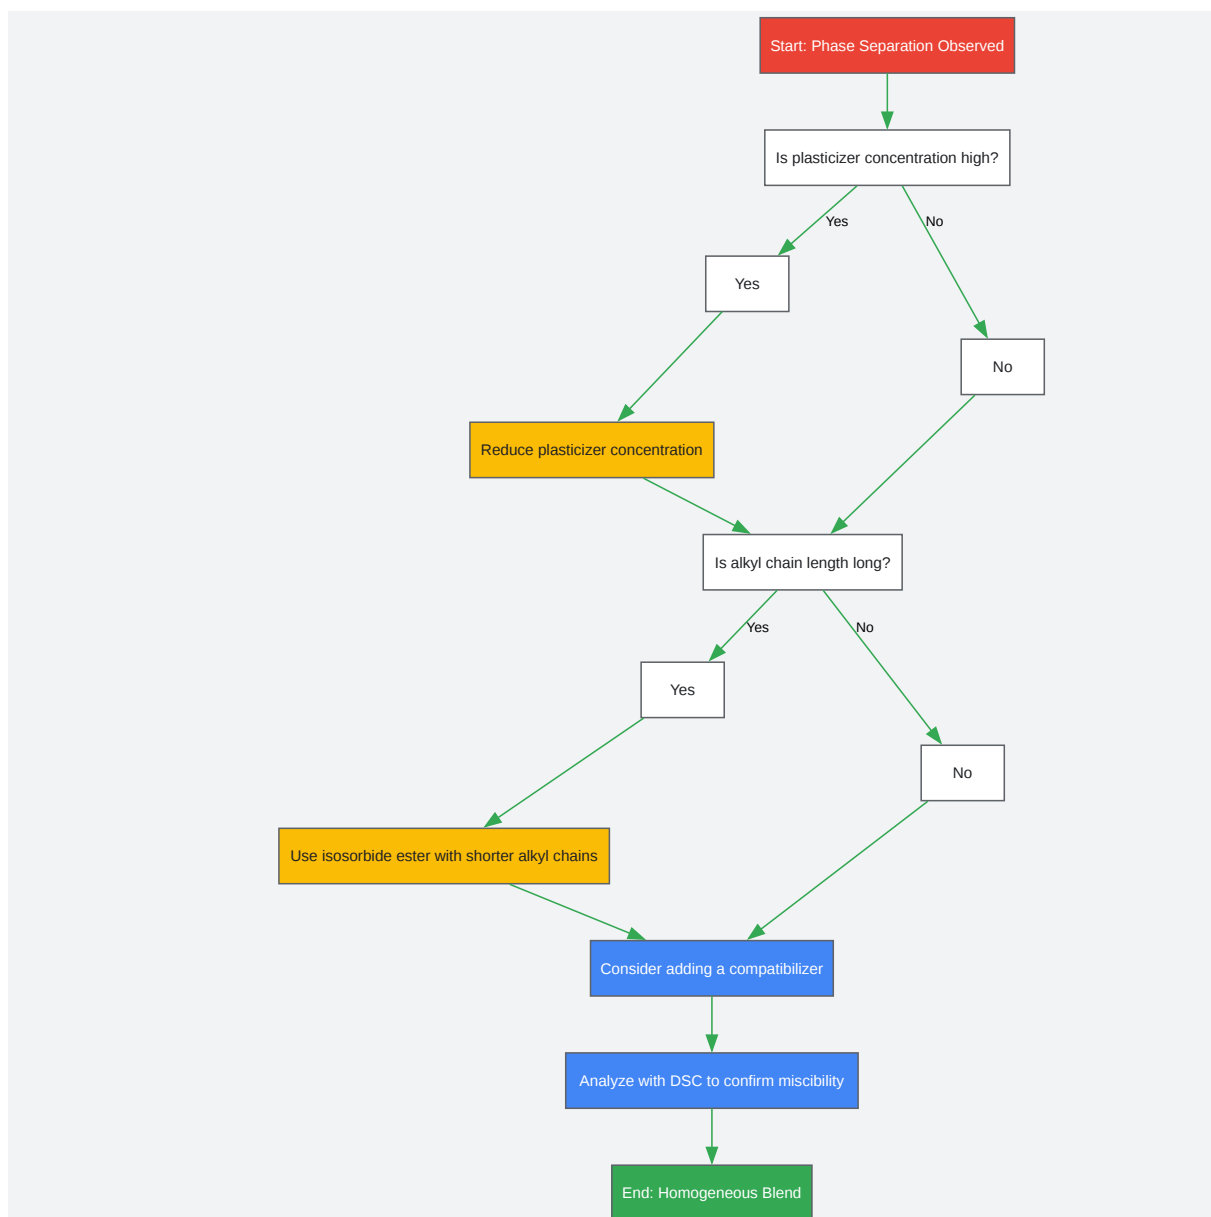 Start: Phase Separation Observed
Is plasticizer concentration high?
Yes
No
Yes
No
Reduce plasticizer concentration
Is alkyl chain length long?
Yes
No
Yes
No
Use isosorbide ester with shorter alkyl chains
Consider adding a compatibilizer
Analyze with DSC to confirm miscibility
End: Homogeneous Blend